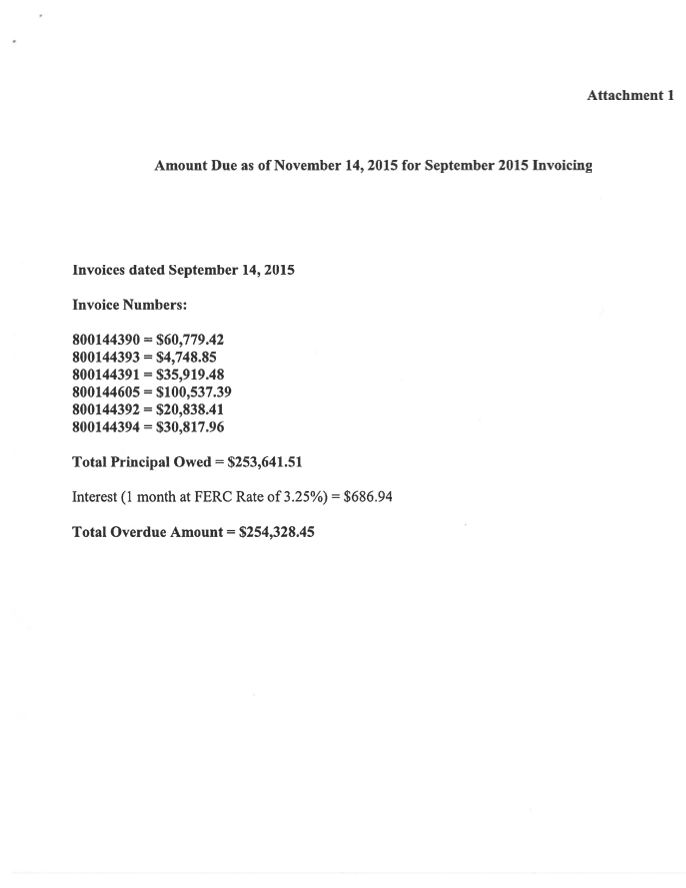 Attachment 1
Amount Due as of November 14, 2015 for September 2015 Invoicing
Invoices dated September 14, 2015
Invoice Numbers:
800144390 = $60,779.42
800144393 = $4,748.85
800144391 = $35,919.48
800144605 = $100,537.39
800144392 = $20,838.41
800144394 = $30,817.96
Total Principal Owed = $253,641.51
Interest (1 month at FERC Rate of 3.25%) = $686.94
Total Overdue Amount = $254,328.45